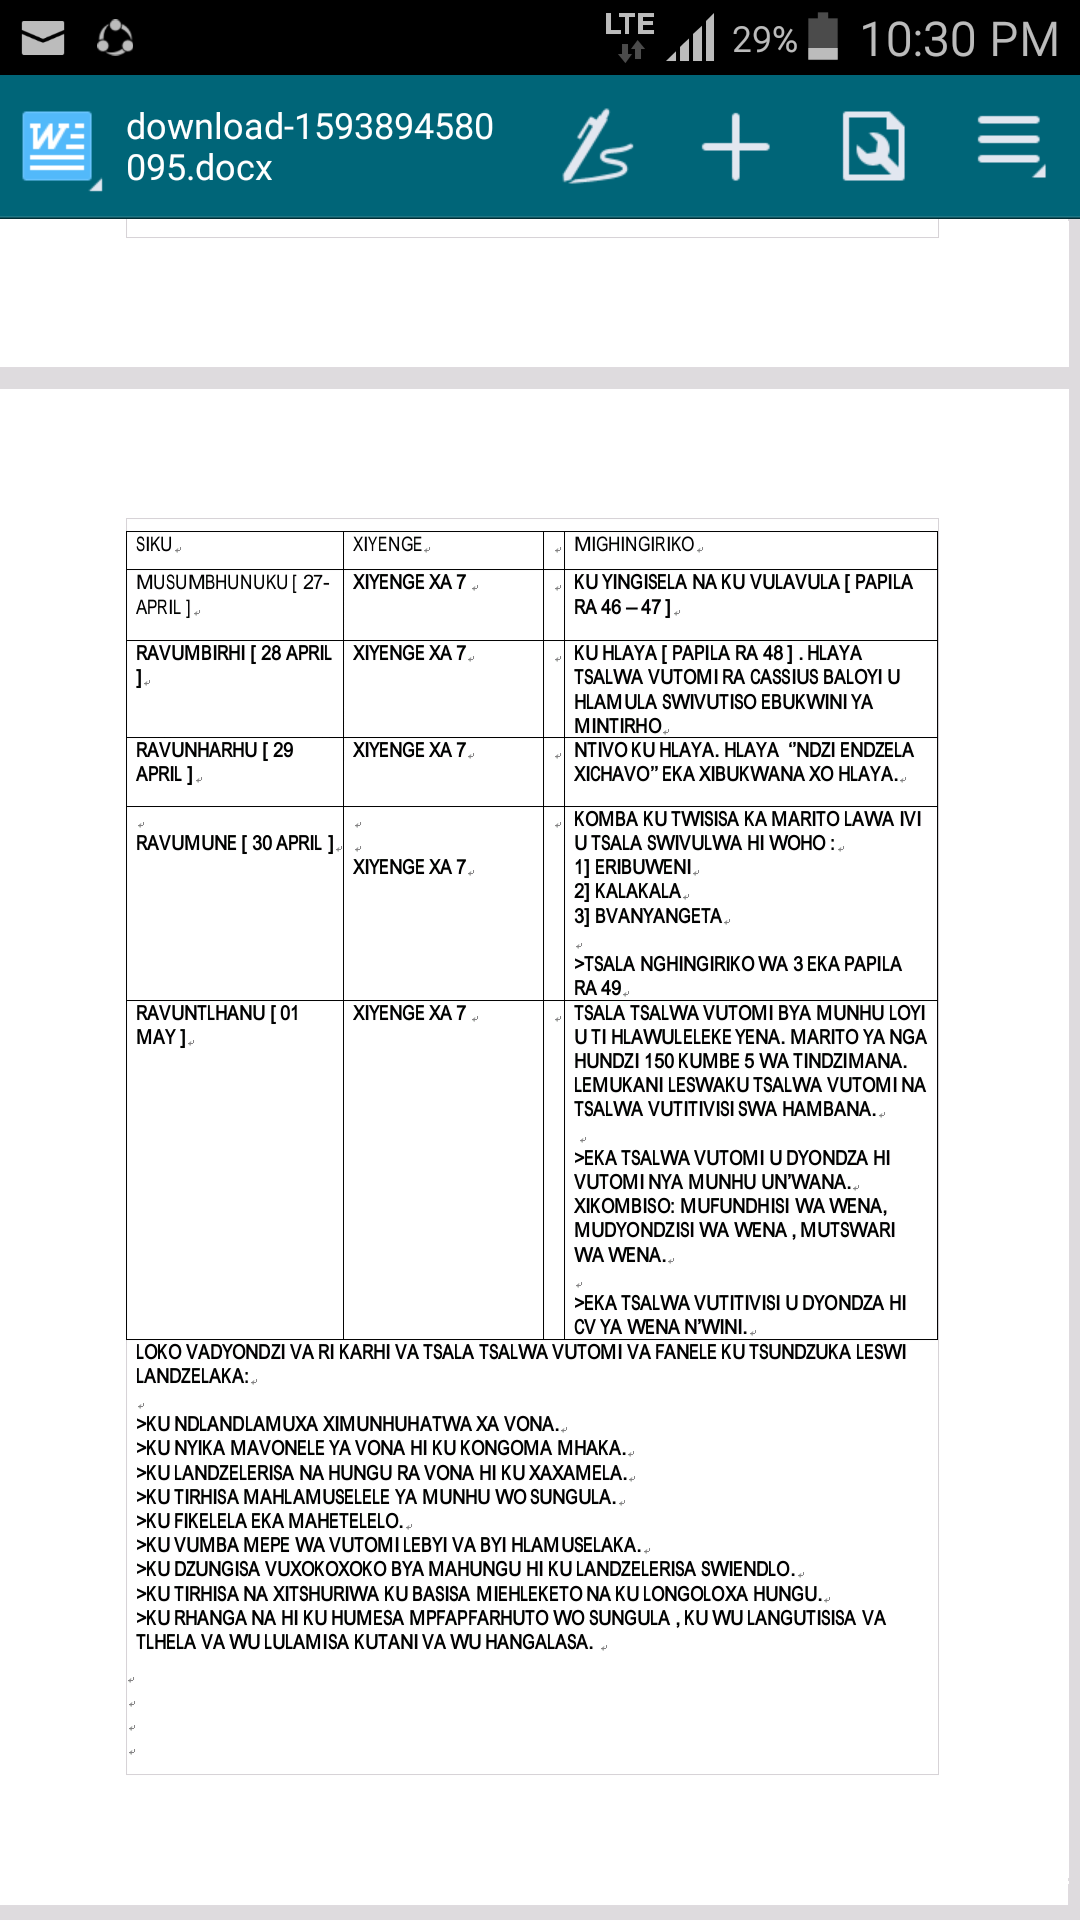 LTE 29% 10:30 PM
download-1593894580
095.docx
SIKU XIYENGE MIGHINGIRIKO
MUSUMBHUNUKU [ 27-
APRIL ]
XIYENGE XA 7
KU YINGISELA NA KU VULAVULA [ PAPILA
RA 46 – 47 ]
RAVUMBIRHI [ 28 APRIL
]
XIYENGE XA 7
KU HLAYA [ PAPILA RA 48 ] . HLAYA
TSALWA VUTOMI RA CASSIUS BALOYI U
HLAMULA SWIVUTISO EBUKWINI YA
MINTIRHO
RAVUNHARHU [ 29
APRIL ]
XIYENGE XA 7
NTIVO KU HLAYA. HLAYA ‘’NDZI ENDZELA
XICHAVO’’ EKA XIBUKWANA XO HLAYA.
RAVUMUNE [ 30 APRIL ]
XIYENGE XA 7
KOMBA KU TWISISA KA MARITO LAWA IVI
U TSALA SWIVULWA HI WOHO :
1] ERIBUWENI
2] KALAKALA
3] BVANYANGETA
>TSALA NGHINGIRIKO WA 3 EKA PAPILA
RA 49
RAVUNTLHANU [ 01
MAY ]
XIYENGE XA 7
TSALA TSALWA VUTOMI BYA MUNHU LOYI
U TI HLAWULELEKE YENA. MARITO YA NGA
HUNDZI 150 KUMBE 5 WA TINDZIMANA.
LEMUKANI LESWAKU TSALWA VUTOMI NA
TSALWA VUTITIVISI SWA HAMBANA.
>EKA TSALWA VUTOMI U DYONDZA HI
VUTOMI NYA MUNHU UN’WANA.
XIKOMBISO: MUFUNDHISI WA WENA,
MUDYONDZISI WA WENA , MUTSWARI
WA WENA.
>EKA TSALWA VUTITIVISI U DYONDZA HI
CV YA WENA N’WINI.
LOKO VADYONDZI VA RI KARHI VA TSALA TSALWA VUTOMI VA FANELE KU TSUNDZUKA LESWI
LANDZELAKA:
>KU NDLANDLAMUXA XIMUNHUHATWA XA VONA.
>KU NYIKA MAVONELE YA VONA HI KU KONGOMA MHAKA.
>KU LANDZELERISA NA HUNGU RA VONA HI KU XAXAMELA.
>KU TIRHISA MAHLAMUSELELE YA MUNHU WO SUNGULA.
>KU FIKELELA EKA MAHETELELO.
>KU VUMBA MEPE WA VUTOMI LEBYI VA BYI HLAMUSELAKA.
>KU DZUNGISA VUXOKOXOKO BYA MAHUNGU HI KU LANDZELERISA SWIENDLO.
>KU TIRHISA NA XITSHURIWA KU BASISA MIEHLEKETO NA KU LONGOLOXA HUNGU.
>KU RHANGA NA HI KU HUMESA MPFAPFARHUTO WO SUNGULA , KU WU LANGUTISISA VA
TLHELA VA WU LULAMISA KUTANI VA WU HANGALASA.